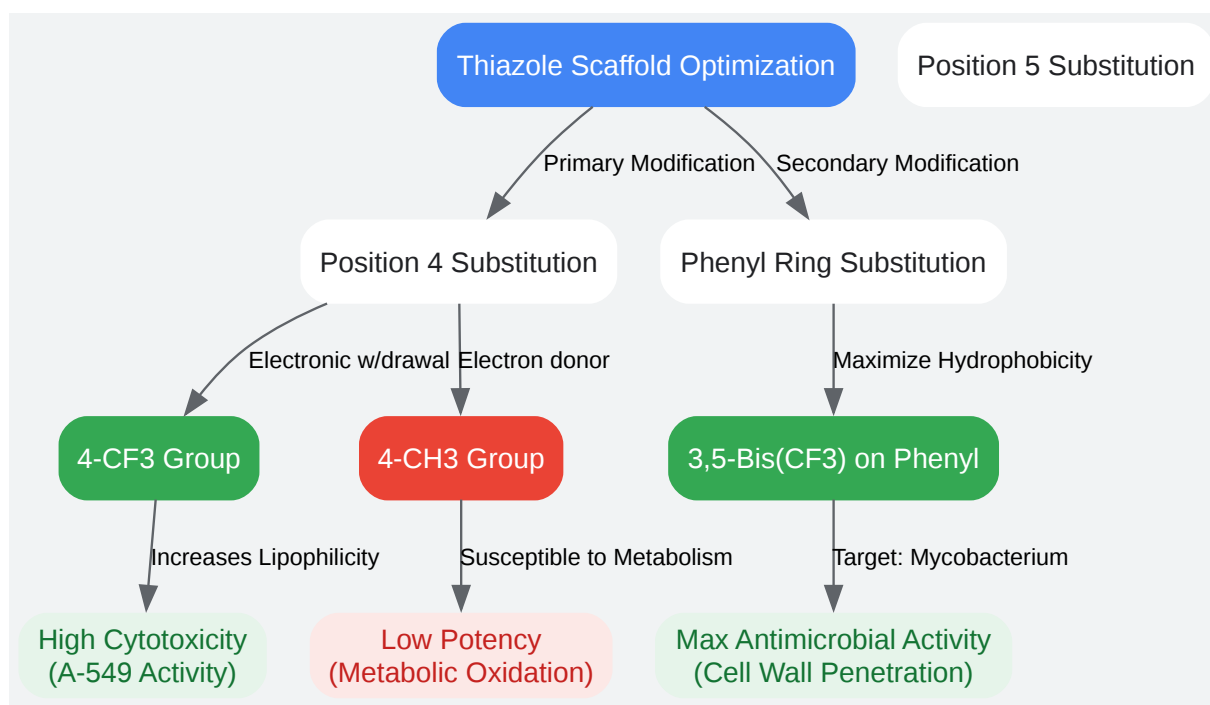 Thiazole Scaffold Optimization
Position 5 Substitution
Primary Modification
Secondary Modification
Position 4 Substitution
Phenyl Ring Substitution
Electronic w/drawal
Electron donor
Maximize Hydrophobicity
4-CF3 Group
4-CH3 Group
3,5-Bis(CF3) on Phenyl
Increases Lipophilicity
Susceptible to Metabolism
Target: Mycobacterium
High Cytotoxicity
(A-549 Activity)
Low Potency
(Metabolic Oxidation)
Max Antimicrobial Activity
(Cell Wall Penetration)